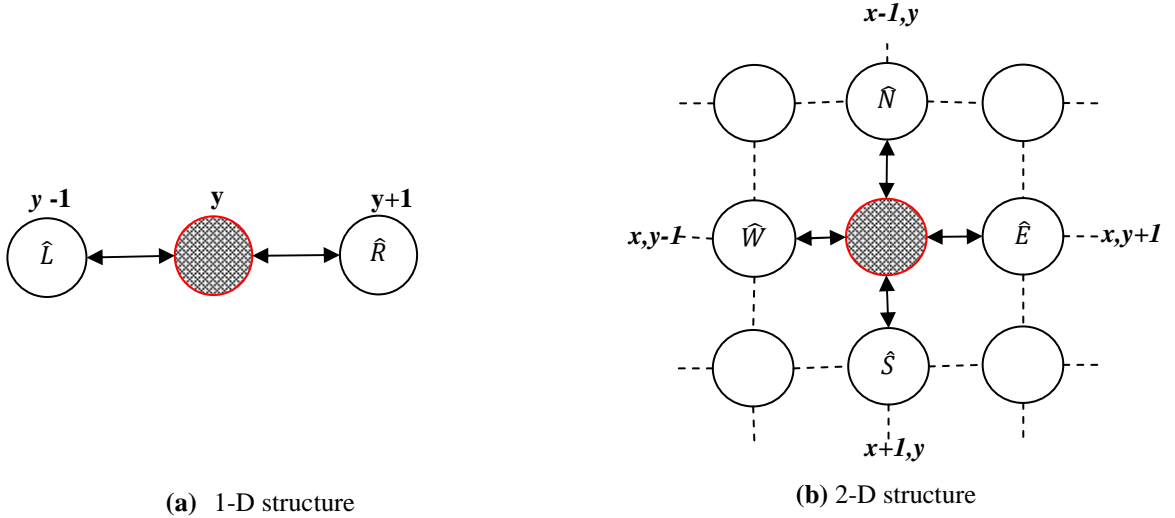 y -1 y y+1
L̂ R̂
(a) 1-D structure
x-1,y
N̂
x,y-1 Ŵ Ê x,y+1
Ŝ
x+1,y
(b) 2-D structure